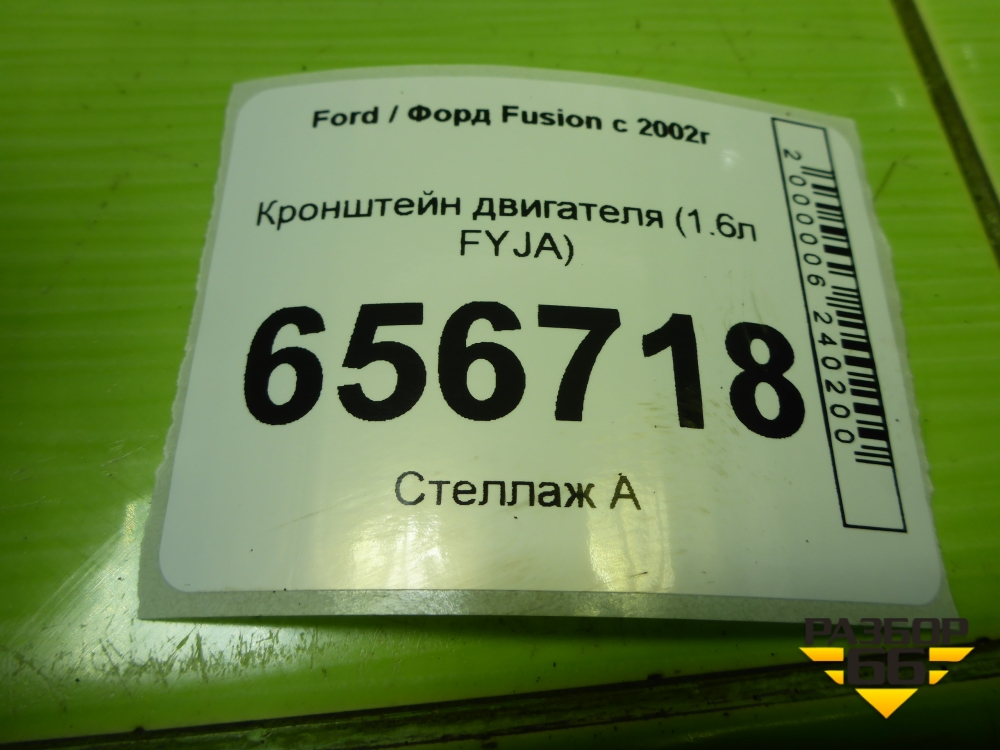 Ford / Форд Fusion с 2002г
Кронштейн двигателя (1.6л
FYJA)
656718
Стеллаж А
2000006240200
РАЗБОР
66